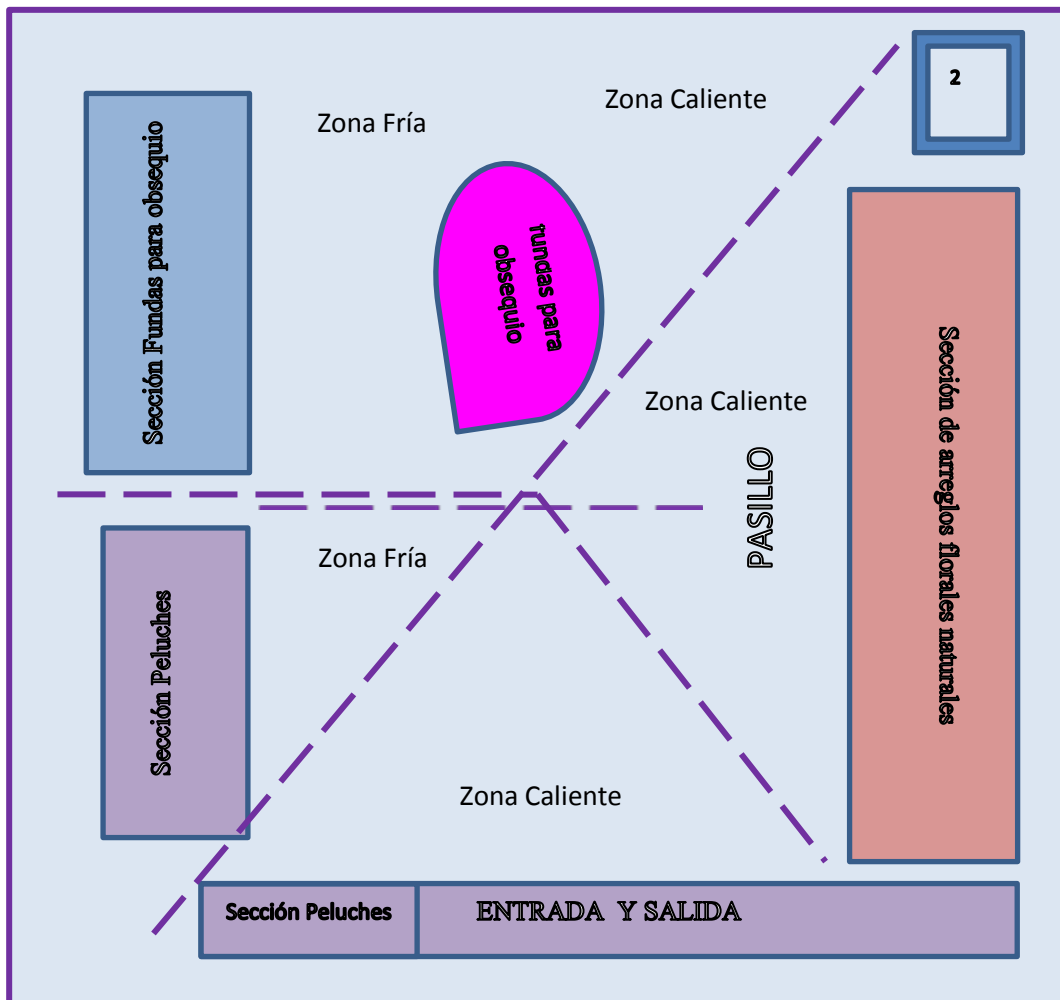 2
Zona Caliente
Zona Fría
Sección Fundas para obsequio
fundas para
obsequio
Zona Caliente
PASILLO
Sección de arreglos florales naturales
Zona Fría
Sección Peluches
Zona Caliente
Sección Peluches
ENTRADA Y SALIDA